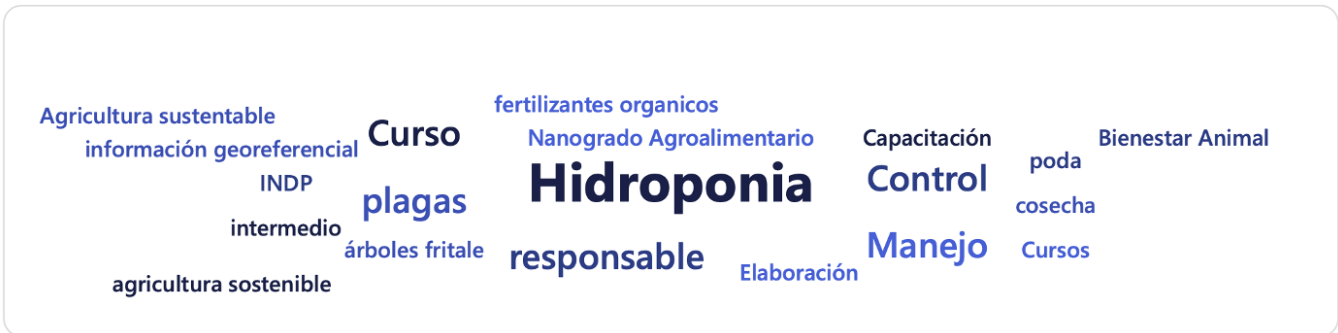 fertilizantes organicos
Agricultura sustentable
Curso
Nanogrado Agroalimentario
Capacitación
Bienestar Animal
información georeferencial
poda
INDP
Hidroponia
Control
plagas
cosecha
intermedio
árboles fritale
responsable
Manejo
Cursos
Elaboración
agricultura sostenible